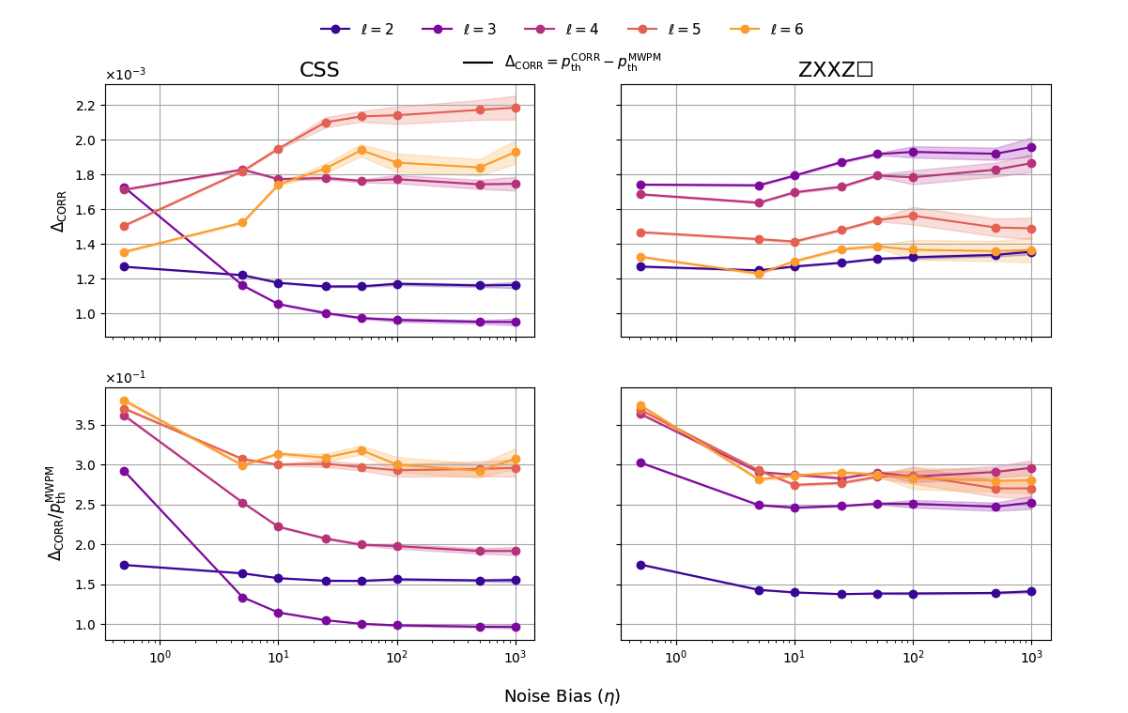 ℓ = 2 ℓ = 3 ℓ = 4 ℓ = 5 ℓ = 6
Δ_CORR = p_th^CORR − p_th^MWPM
CSS
ZXXZ□
×10⁻³
2.2
2.0
1.8
1.6
1.4
1.2
1.0
Δ_CORR
×10⁻¹
3.5
3.0
2.5
2.0
1.5
1.0
Δ_CORR/p_th^MWPM
10⁰ 10¹ 10² 10³
10⁰ 10¹ 10² 10³
Noise Bias (η)